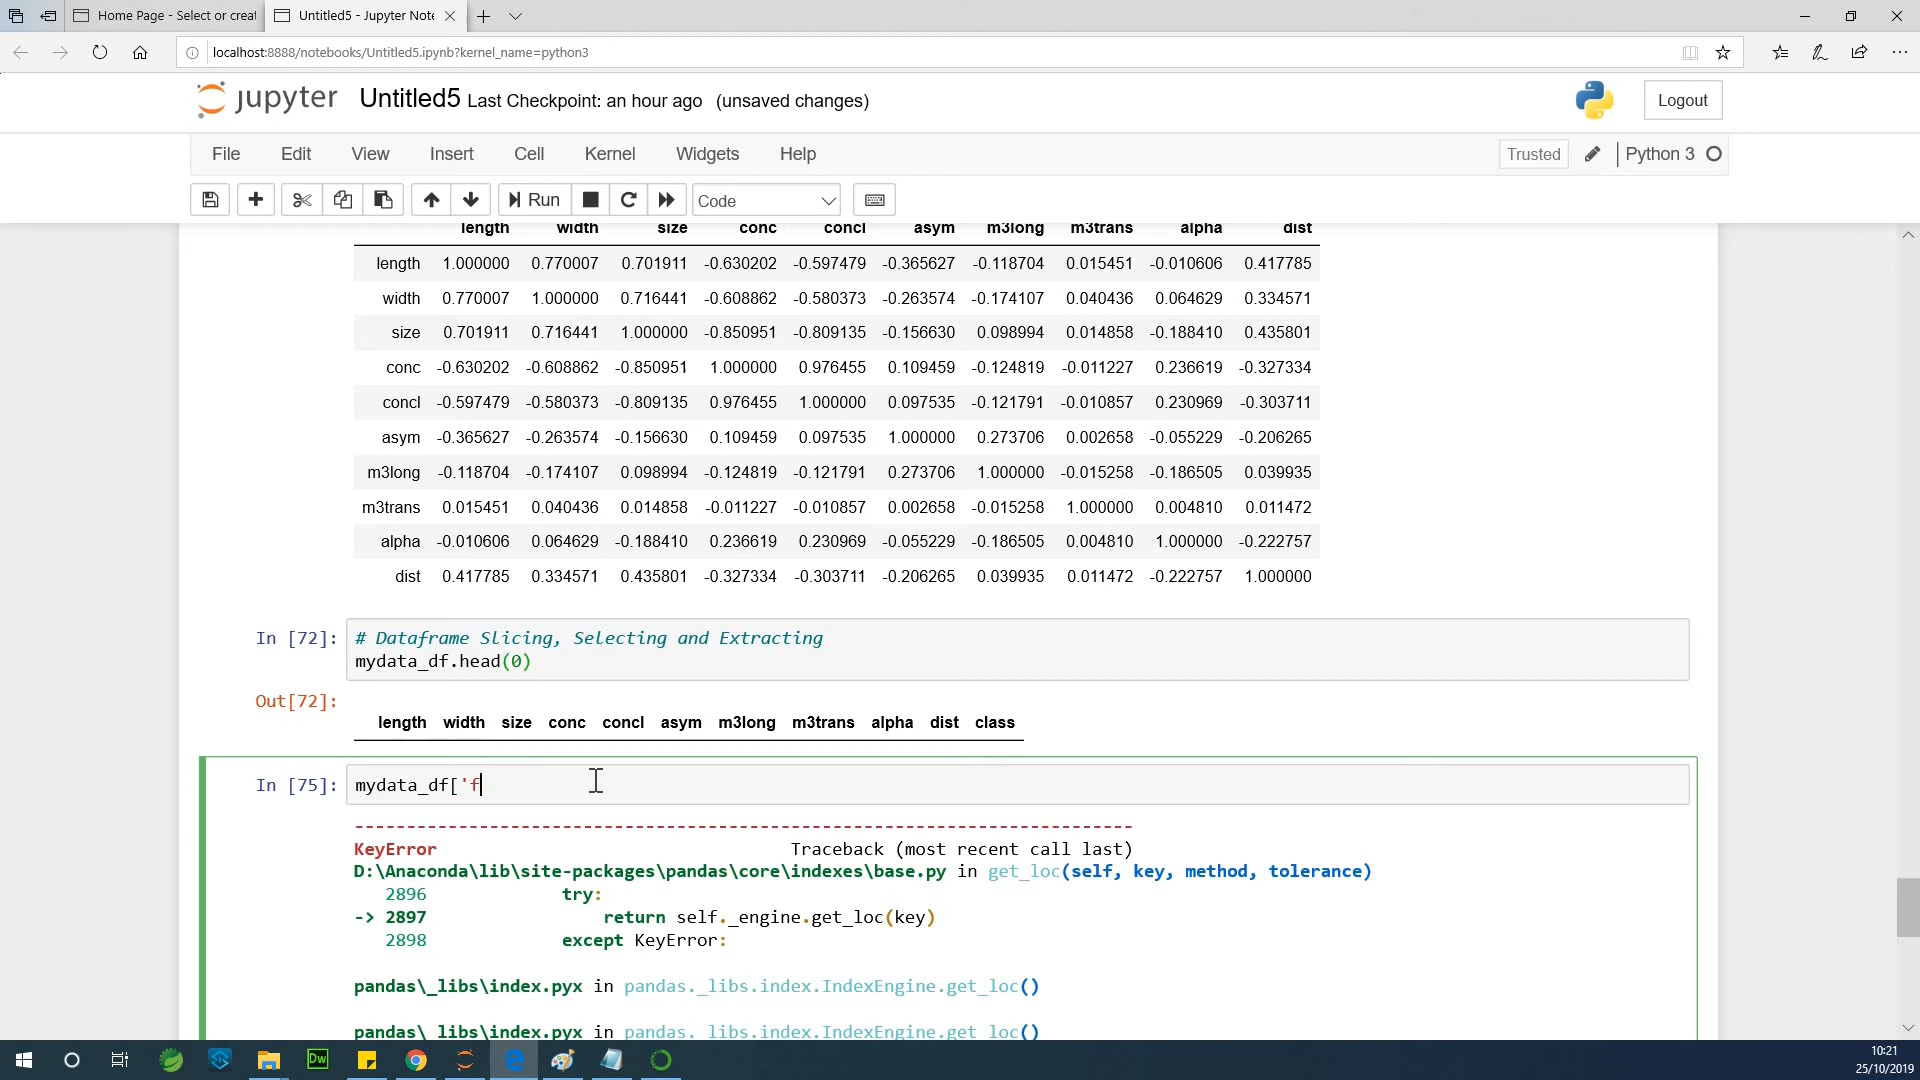 Home Page - Select or creat
Untitled5 - Jupyter Note
localhost:8888/notebooks/Untitled5.ipynb?kernel_name=python3
jupyter Untitled5 Last Checkpoint: an hour ago (unsaved changes)
Logout
File Edit View Insert Cell Kernel Widgets Help
Trusted
Python 3
Run
Code
length width size conc concl asym m3long m3trans alpha dist
length 1.000000 0.770007 0.701911 -0.630202 -0.597479 -0.365627 -0.118704 0.015451 -0.010606 0.417785
width 0.770007 1.000000 0.716441 -0.608862 -0.580373 -0.263574 -0.174107 0.040436 0.064629 0.334571
size 0.701911 0.716441 1.000000 -0.850951 -0.809135 -0.156630 0.098994 0.014858 -0.188410 0.435801
conc -0.630202 -0.608862 -0.850951 1.000000 0.976455 0.109459 -0.124819 -0.011227 0.236619 -0.327334
concl -0.597479 -0.580373 -0.809135 0.976455 1.000000 0.097535 -0.121791 -0.010857 0.230969 -0.303711
asym -0.365627 -0.263574 -0.156630 0.109459 0.097535 1.000000 0.273706 0.002658 -0.055229 -0.206265
m3long -0.118704 -0.174107 0.098994 -0.124819 -0.121791 0.273706 1.000000 -0.015258 -0.186505 0.039935
m3trans 0.015451 0.040436 0.014858 -0.011227 -0.010857 0.002658 -0.015258 1.000000 0.004810 0.011472
alpha -0.010606 0.064629 -0.188410 0.236619 0.230969 -0.055229 -0.186505 0.004810 1.000000 -0.222757
dist 0.417785 0.334571 0.435801 -0.327334 -0.303711 -0.206265 0.039935 0.011472 -0.222757 1.000000
In [72]: # Dataframe Slicing, Selecting and Extracting
mydata_df.head(0)
Out[72]:
length width size conc concl asym m3long m3trans alpha dist class
In [75]: mydata_df['f
---------------------------------------------------------------------------
KeyError Traceback (most recent call last)
D:\Anaconda\lib\site-packages\pandas\core\indexes\base.py in get_loc(self, key, method, tolerance)
2896 try:
-> 2897 return self._engine.get_loc(key)
2898 except KeyError:
pandas\_libs\index.pyx in pandas._libs.index.IndexEngine.get_loc()
pandas\_libs\index.pyx in pandas._libs.index.IndexEngine.get_loc()
Dw
10:21
25/10/2019